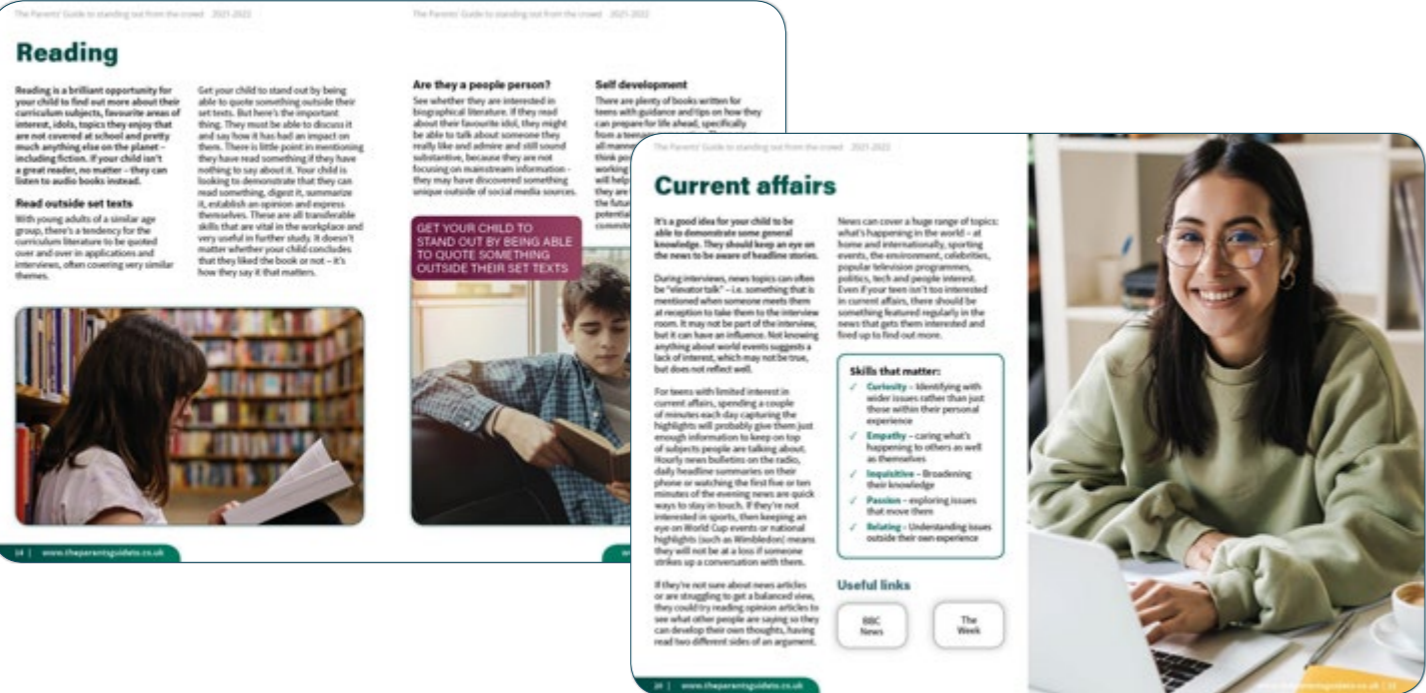 The Parents' Guide to standing out from the crowd 2021-2022
Reading
Reading is a brilliant opportunity for
your child to find out more about their
curriculum subjects, favourite areas of
interest, idols, topics they enjoy that
are not covered at school and pretty
much anything else on the planet –
including fiction. If your child isn't
a great reader, no matter – they can
listen to audio books instead.
Read outside set texts
With young adults of a similar age
group, there's a tendency for the
curriculum literature to be quoted
over and over in applications and
interviews, often covering very similar
themes.
Get your child to stand out by being
able to quote something outside their
set texts. But here's the important
thing. They must be able to discuss it
and say how it has had an impact on
them. There is little point in mentioning
they have read something if they have
nothing to say about it. Your child is
looking to demonstrate that they can
read something, digest it, summarize
it, establish an opinion and express
themselves. These are all transferable
skills that are vital in the workplace and
very useful in further study. It doesn't
matter whether your child concludes
that they liked the book or not – it's
how they say it that matters.
14 | www.theparentsguideto.co.uk
The Parents' Guide to standing out from the crowd 2021-2022
Are they a people person?
See whether they are interested in
biographical literature. If they read
about their favourite idol, they might
be able to talk about someone they
really like and admire and still sound
substantive, because they are not
focusing on mainstream information -
they may have discovered something
unique outside of social media sources.
GET YOUR CHILD TO
STAND OUT BY BEING ABLE
TO QUOTE SOMETHING
OUTSIDE THEIR SET TEXTS
Self development
There are plenty of books written for
teens with guidance and tips on how they
can prepare for life ahead, specifically
from a
all
think
working
will help
they are
the
The Parents' Guide to standing out from the crowd 2021-2022
Current affairs
It's a good idea for your child to be
able to demonstrate some general
knowledge. They should keep an eye on
the news to be aware of headline stories.
During interviews, news topics can often
be "elevator talk" – i.e. something that is
mentioned when someone meets them
at reception to take them to the interview
room. It may not be part of the interview,
but it can have an influence. Not knowing
anything about world events suggests a
lack of interest, which may not be true,
but does not reflect well.
For teens with limited interest in
current affairs, spending a couple
of minutes each day capturing the
highlights will probably give them just
enough information to keep on top
of subjects people are talking about.
Hourly news bulletins on the radio,
daily headline summaries on their
phone or watching the first five or ten
minutes of the evening news are quick
ways to stay in touch. If they're not
interested in sports, then keeping an
eye on World Cup events or national
highlights (such as Wimbledon) means
they will not be at a loss if someone
strikes up a conversation with them.
If they're not sure about news articles
or are struggling to get a balanced view,
they could try reading opinion articles to
see what other people are saying so they
can develop their own thoughts, having
read two different sides of an argument.
News can cover a huge range of topics:
what's happening in the world – at
home and internationally, sporting
events, the environment, celebrities,
popular television programmes,
politics, tech and people interest.
Even if your teen isn't too interested
in current affairs, there should be
something featured regularly in the
news that gets them interested and
fired up to find out more.
Skills that matter:
✓ Curiosity – Identifying with
wider issues rather than just
those within their personal
experience
✓ Empathy – caring what's
happening to others as well
as themselves
✓ Inquisitive – Broadening
their knowledge
✓ Passion – exploring issues
that move them
✓ Relating – Understanding issues
outside their own experience
Useful links
BBC
News
The
Week
| www.theparentsguideto.co.uk